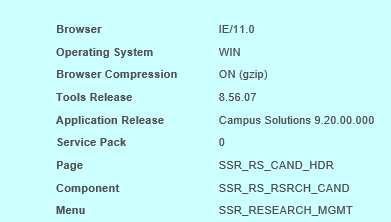 Browser IE/11.0
Operating System WIN
Browser Compression ON (gzip)
Tools Release 8.56.07
Application Release Campus Solutions 9.20.00.000
Service Pack 0
Page SSR_RS_CAND_HDR
Component SSR_RS_RSRCH_CAND
Menu SSR_RESEARCH_MGMT